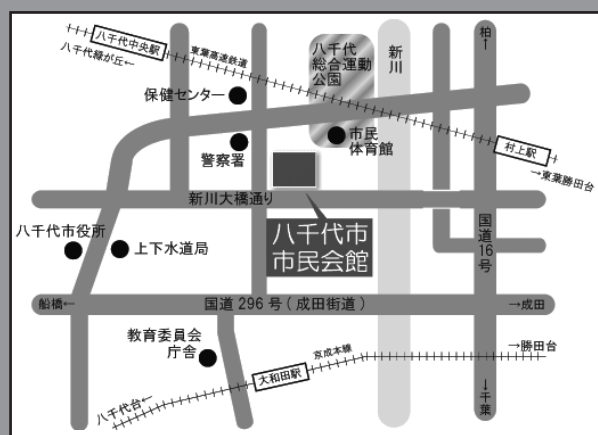 八千代中央駅
八千代緑が丘←
東葉高速鉄道
八千代
総合運動
公園
新川
柏←
保健センター
市民
体育館
警察署
村上駅
→東葉勝田台
新川大橋通り
八千代市
市民会館
八千代市役所
上下水道局
国道16号
船橋←
国道296号(成田街道)
→成田
教育委員会
庁舎
京成本線
→勝田台
大和田駅
八千代台←
→千葉